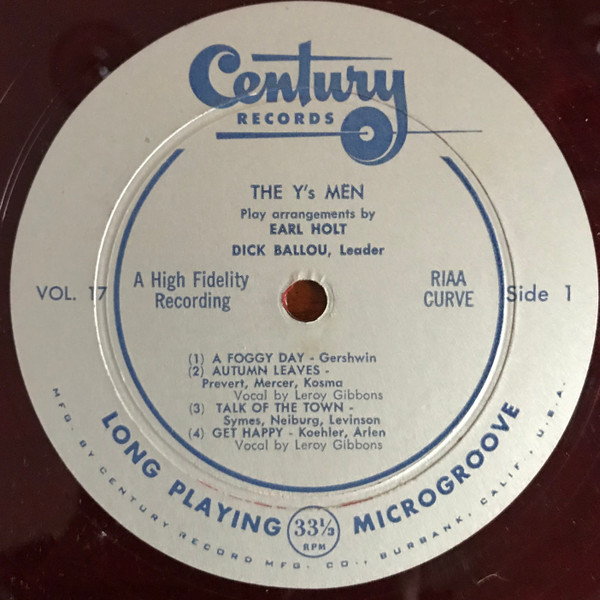 Century
RECORDS
THE Y's MEN
Play arrangements by
EARL HOLT
DICK BALLOU, Leader
VOL. 17
A High Fidelity
Recording
RIAA
CURVE
Side 1
(1) A FOGGY DAY - Gershwin
(2) AUTUMN LEAVES -
Prevert, Mercer, Kosma
Vocal by Leroy Gibbons
(3) TALK OF THE TOWN -
Symes, Neiburg, Levinson
(4) GET HAPPY - Koehler, Arlen
Vocal by Leroy Gibbons
LONG PLAYING 33⅓ RPM MICROGROOVE
MFG. BY CENTURY RECORD MFG. CO., BURBANK, CALIF., U.S.A.